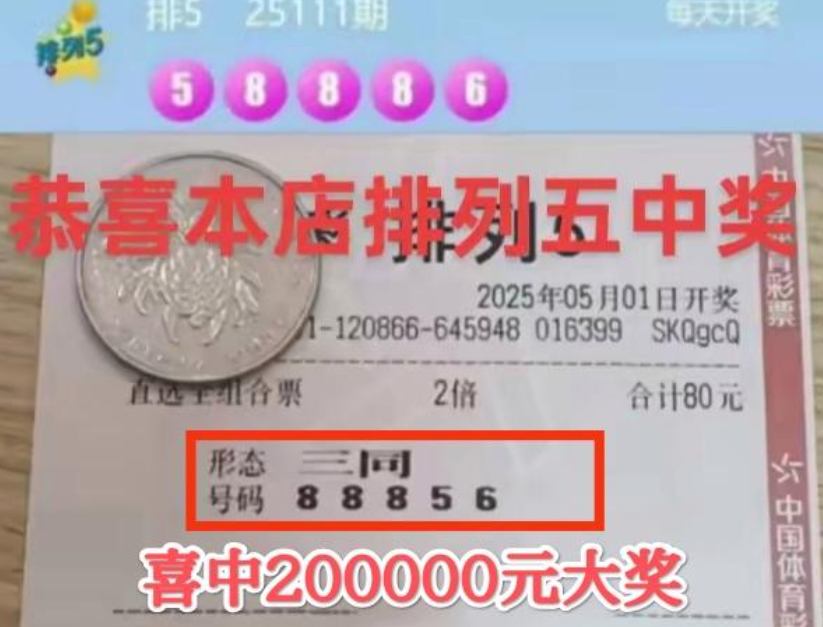 排列5
排5 25111期 每天开奖
5 8 8 8 6
恭喜本店排列五中奖
排列5
2025年05月01日开奖
1-120866-645948 016399 SKQgcQ
直选全组合票 2倍 合计80元
形态 三同
号码 8 8 8 5 6
喜中200000元大奖
中国体育彩票
中国体育彩